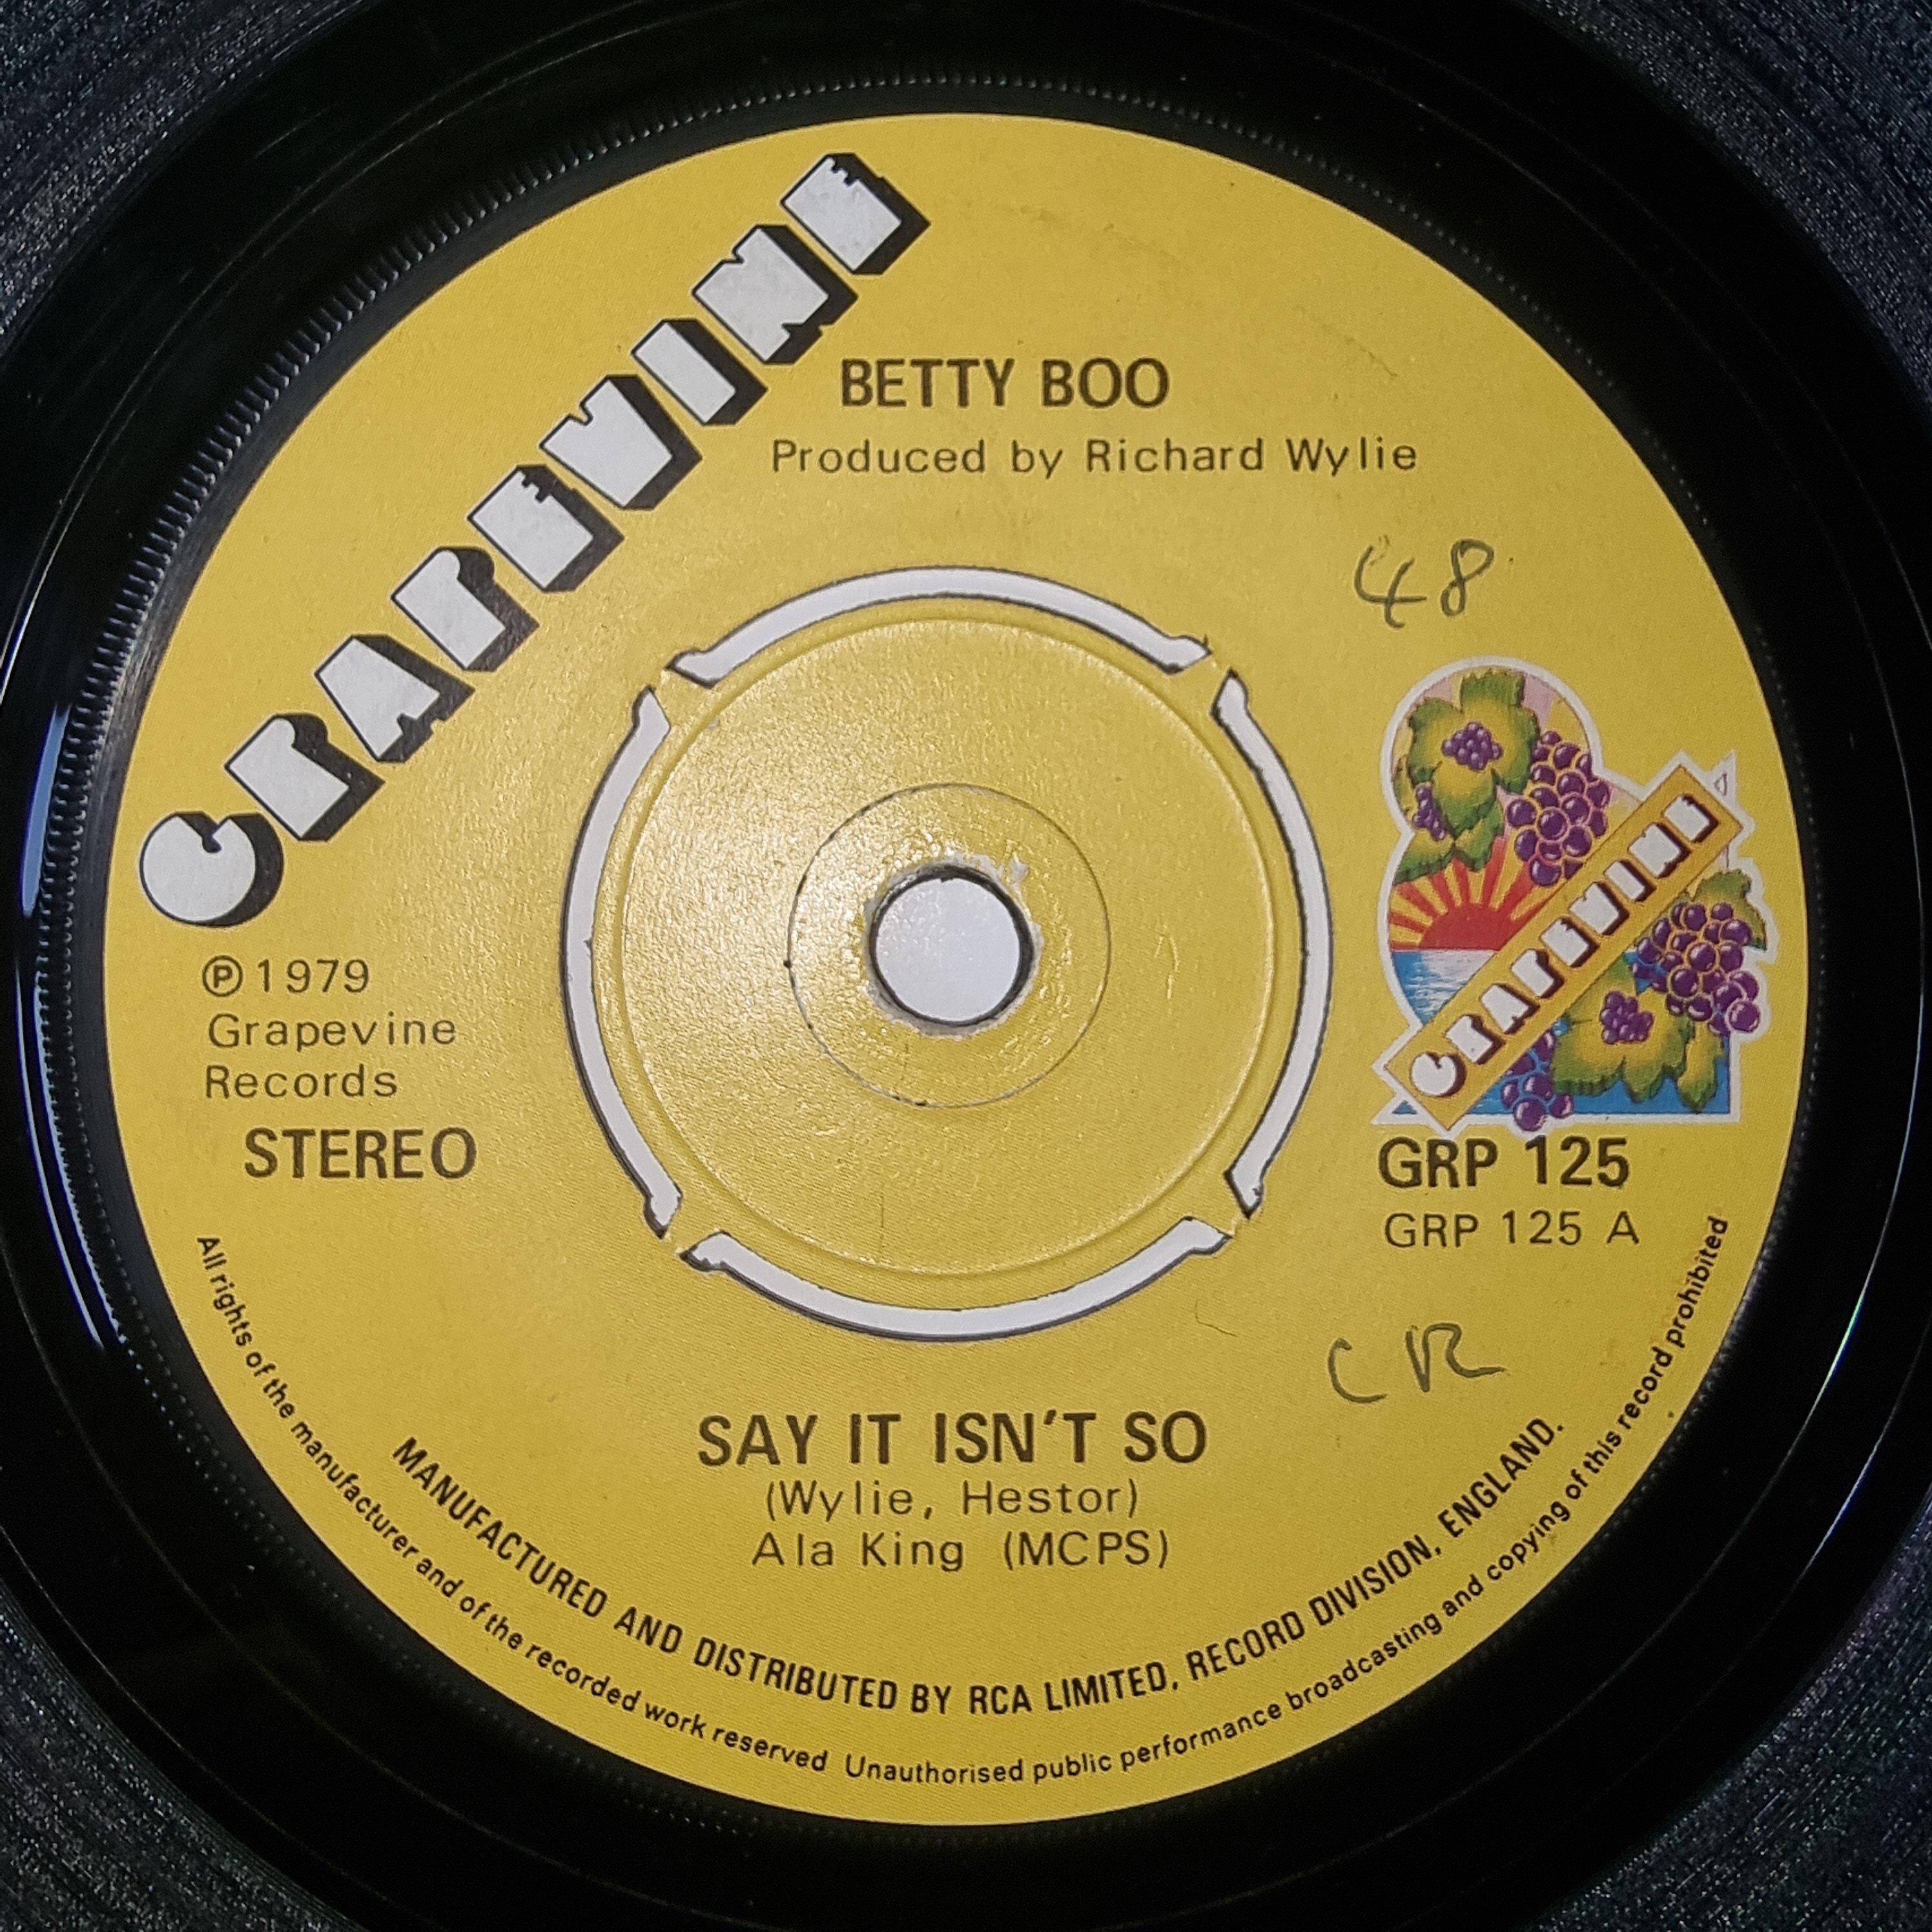 GRAPEVINE
BETTY BOO
Produced by Richard Wylie
48
GRAPEVINE
℗ 1979
Grapevine
Records
STEREO
GRP 125
GRP 125 A
CR
SAY IT ISN'T SO
(Wylie, Hestor)
Ala King (MCPS)
MANUFACTURED AND DISTRIBUTED BY RCA LIMITED, RECORD DIVISION, ENGLAND.
All rights of the manufacturer and of the recorded work reserved Unauthorised public performance broadcasting and copying of this record prohibited